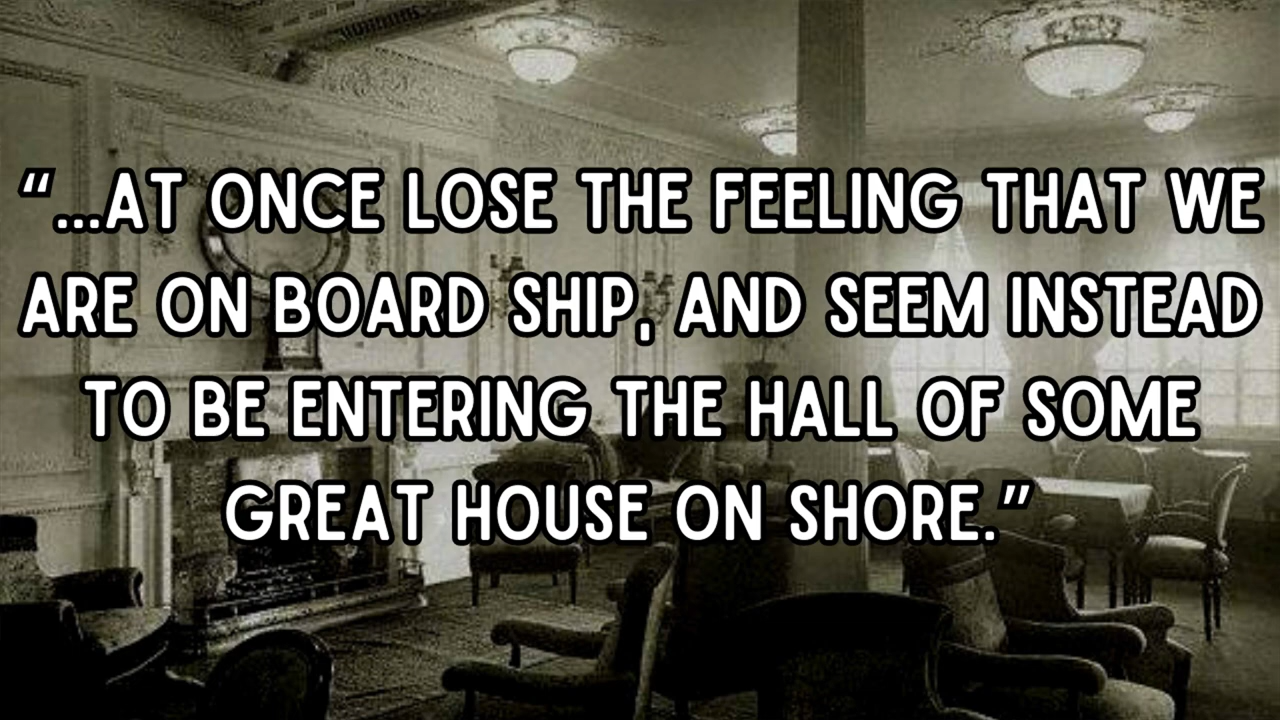 “...AT ONCE LOSE THE FEELING THAT WE
ARE ON BOARD SHIP, AND SEEM INSTEAD
TO BE ENTERING THE HALL OF SOME
GREAT HOUSE ON SHORE.”